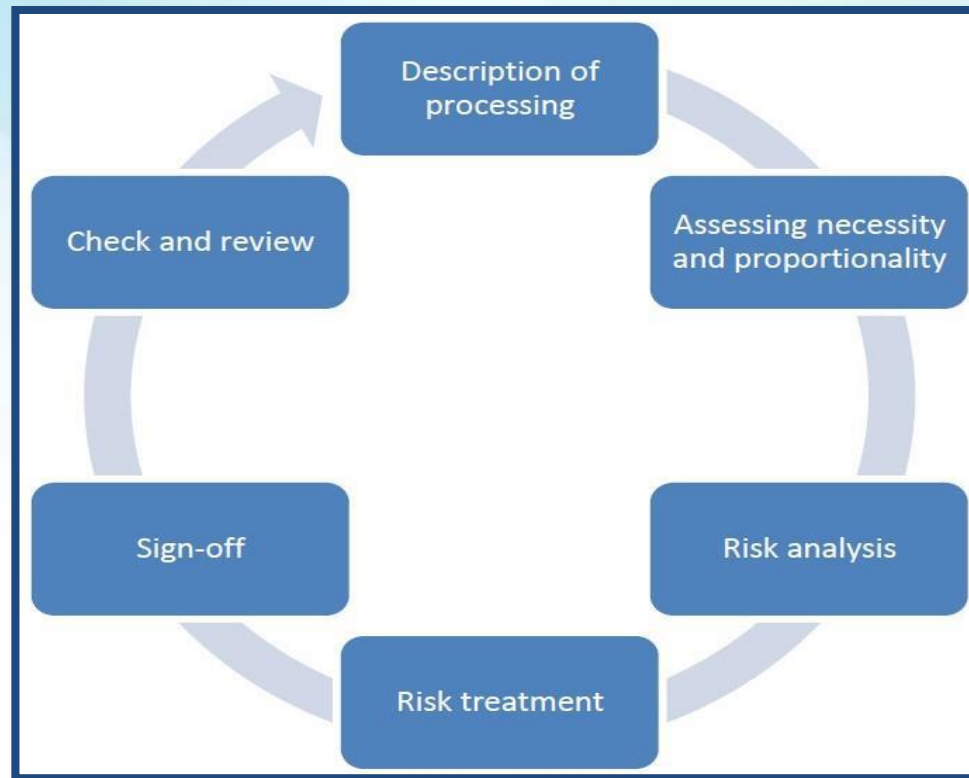 Description of
processing
Assessing necessity
and proportionality
Risk analysis
Risk treatment
Sign-off
Check and review